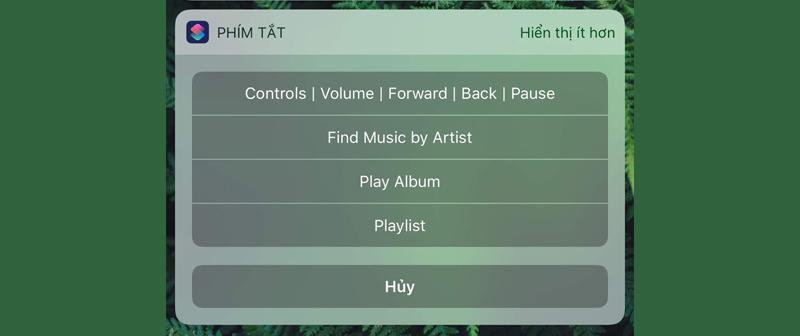 PHÍM TẮT
Hiển thị ít hơn
Controls | Volume | Forward | Back | Pause
Find Music by Artist
Play Album
Playlist
Hủy